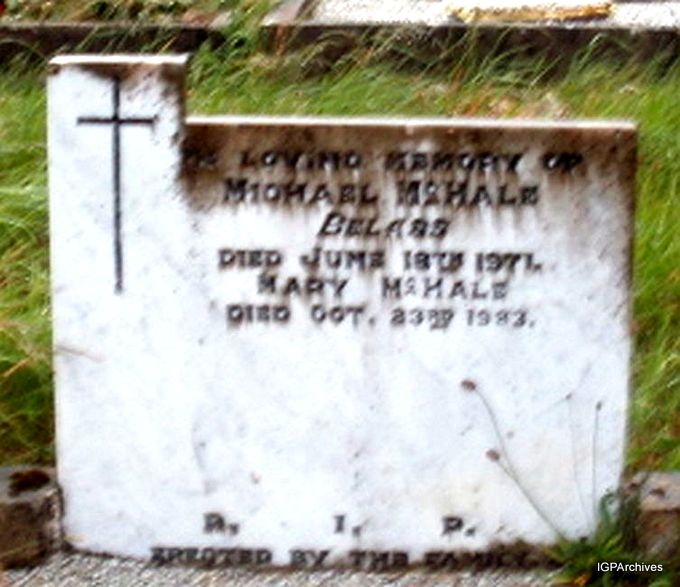 In Loving Memory Of
Michael McHale
Belass
Died June 18th 1971.
Mary McHale
Died Oct. 23rd 1983.
R. I. P.
Erected by the Family.
IGPArchives